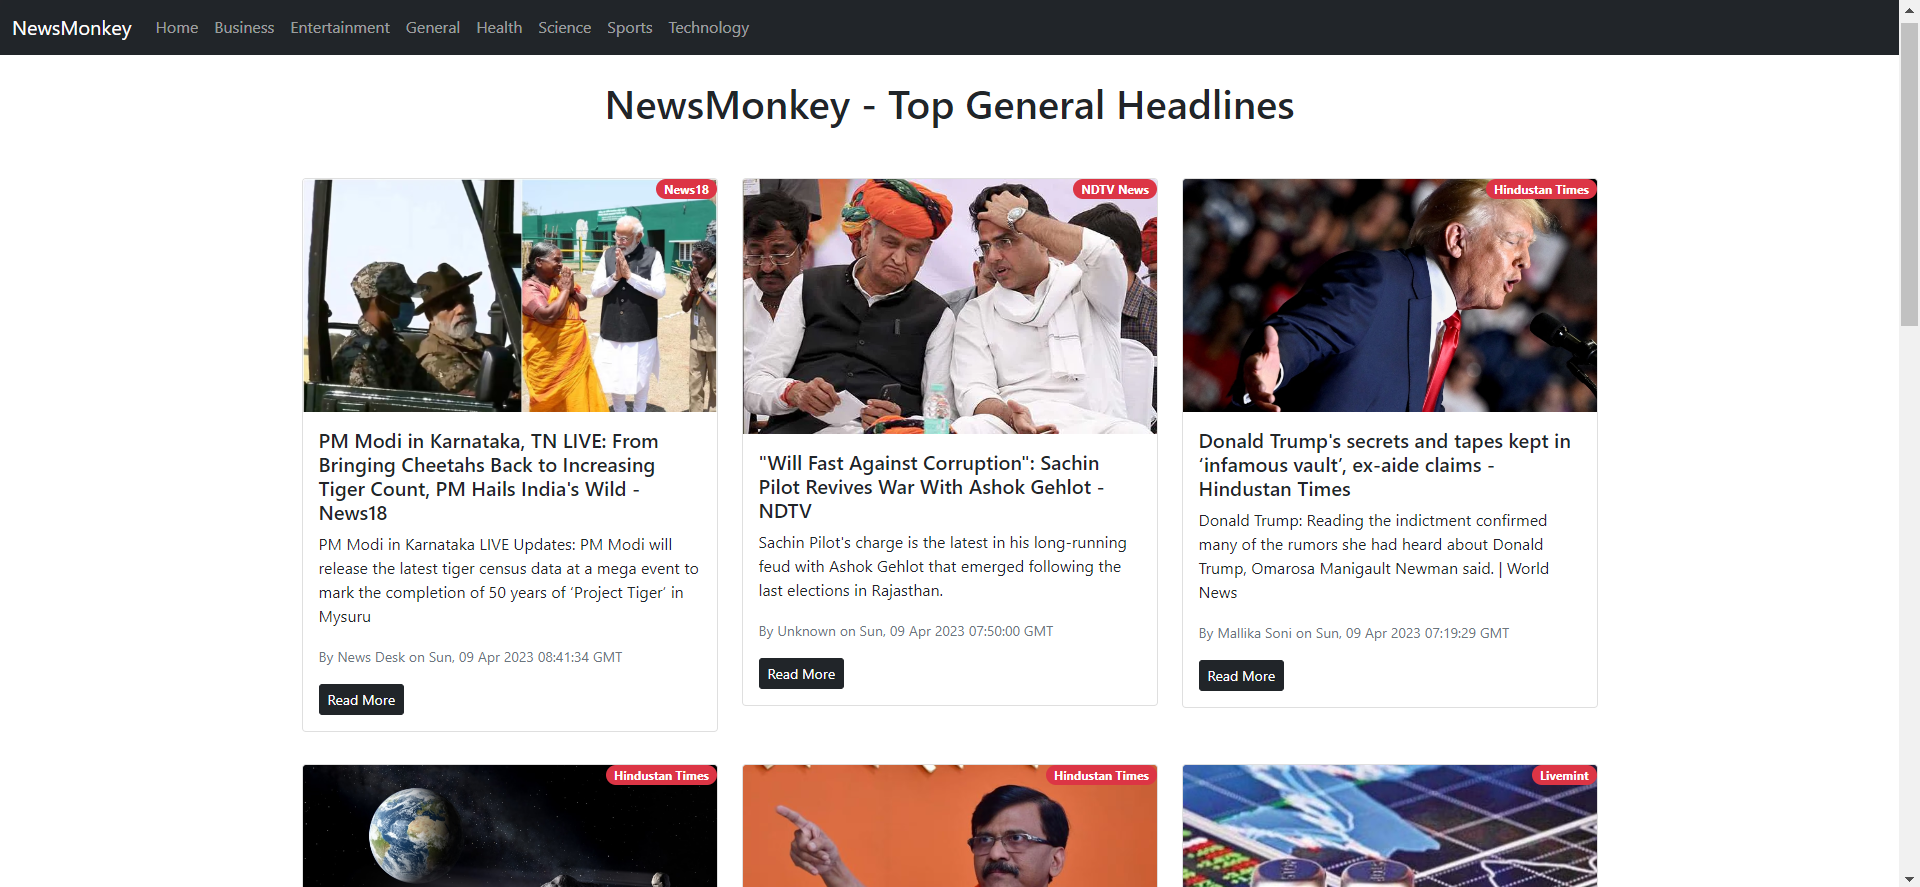 NewsMonkey Home Business Entertainment General Health Science Sports Technology
NewsMonkey - Top General Headlines
News18
PM Modi in Karnataka, TN LIVE: From
Bringing Cheetahs Back to Increasing
Tiger Count, PM Hails India's Wild -
News18
PM Modi in Karnataka LIVE Updates: PM Modi will
release the latest tiger census data at a mega event to
mark the completion of 50 years of ‘Project Tiger’ in
Mysuru
By News Desk on Sun, 09 Apr 2023 08:41:34 GMT
Read More
NDTV News
"Will Fast Against Corruption": Sachin
Pilot Revives War With Ashok Gehlot -
NDTV
Sachin Pilot's charge is the latest in his long-running
feud with Ashok Gehlot that emerged following the
last elections in Rajasthan.
By Unknown on Sun, 09 Apr 2023 07:50:00 GMT
Read More
Hindustan Times
Donald Trump's secrets and tapes kept in
‘infamous vault’, ex-aide claims -
Hindustan Times
Donald Trump: Reading the indictment confirmed
many of the rumors she had heard about Donald
Trump, Omarosa Manigault Newman said. | World
News
By Mallika Soni on Sun, 09 Apr 2023 07:19:29 GMT
Read More
Hindustan Times
Hindustan Times
Livemint